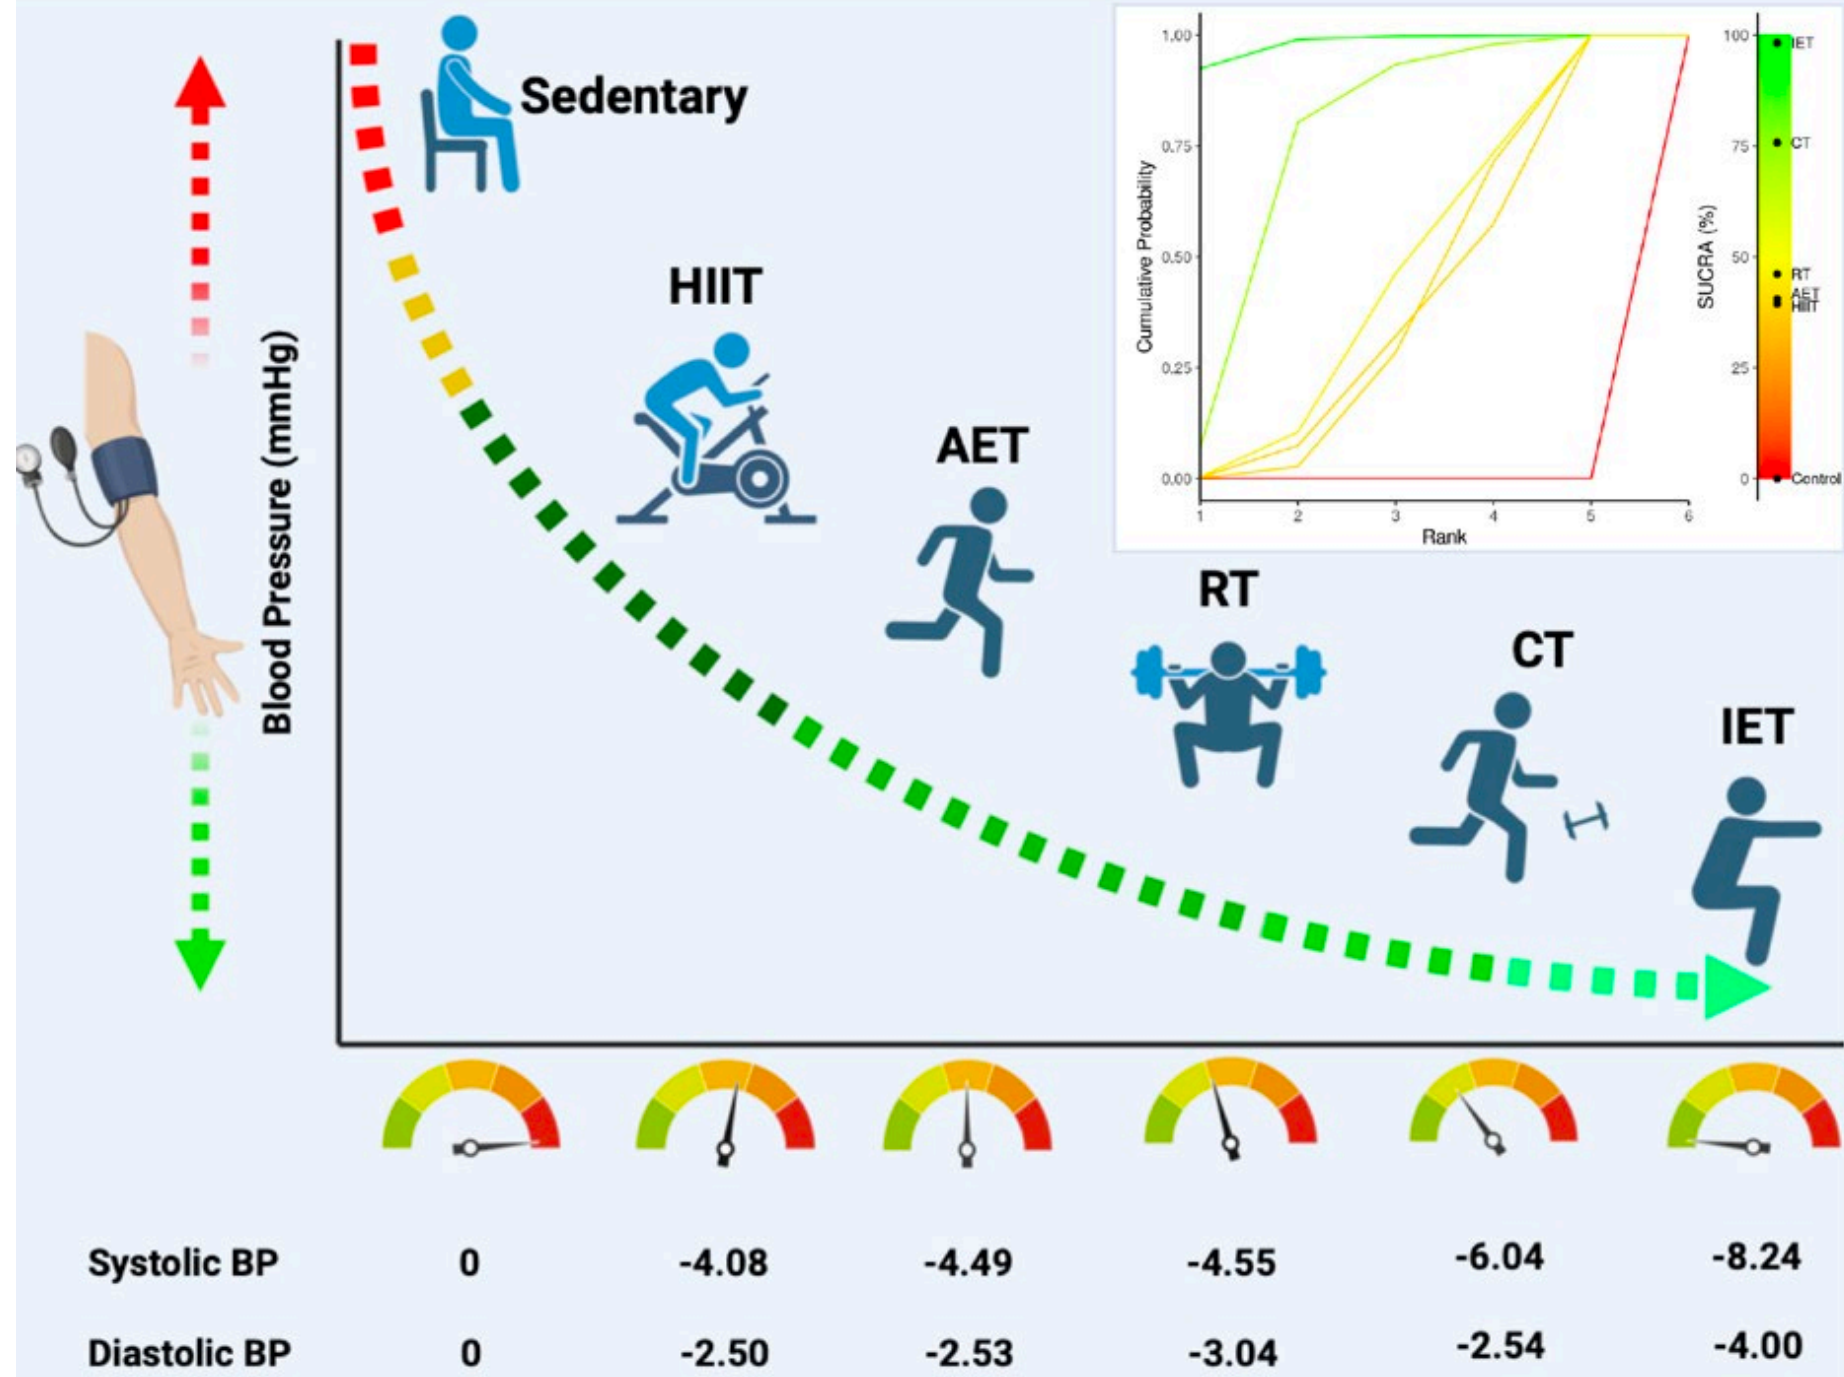 Sedentary
HIIT
AET
RT
CT
IET
Blood Pressure (mmHg)
Cumulative Probability
1.00
0.75
0.50
0.25
0.00
1
2
3
4
5
6
Rank
SUCRA (%)
100
75
50
25
0
IET
CT
RT
AET
HIIT
Control
Systolic BP 0 -4.08 -4.49 -4.55 -6.04 -8.24
Diastolic BP 0 -2.50 -2.53 -3.04 -2.54 -4.00